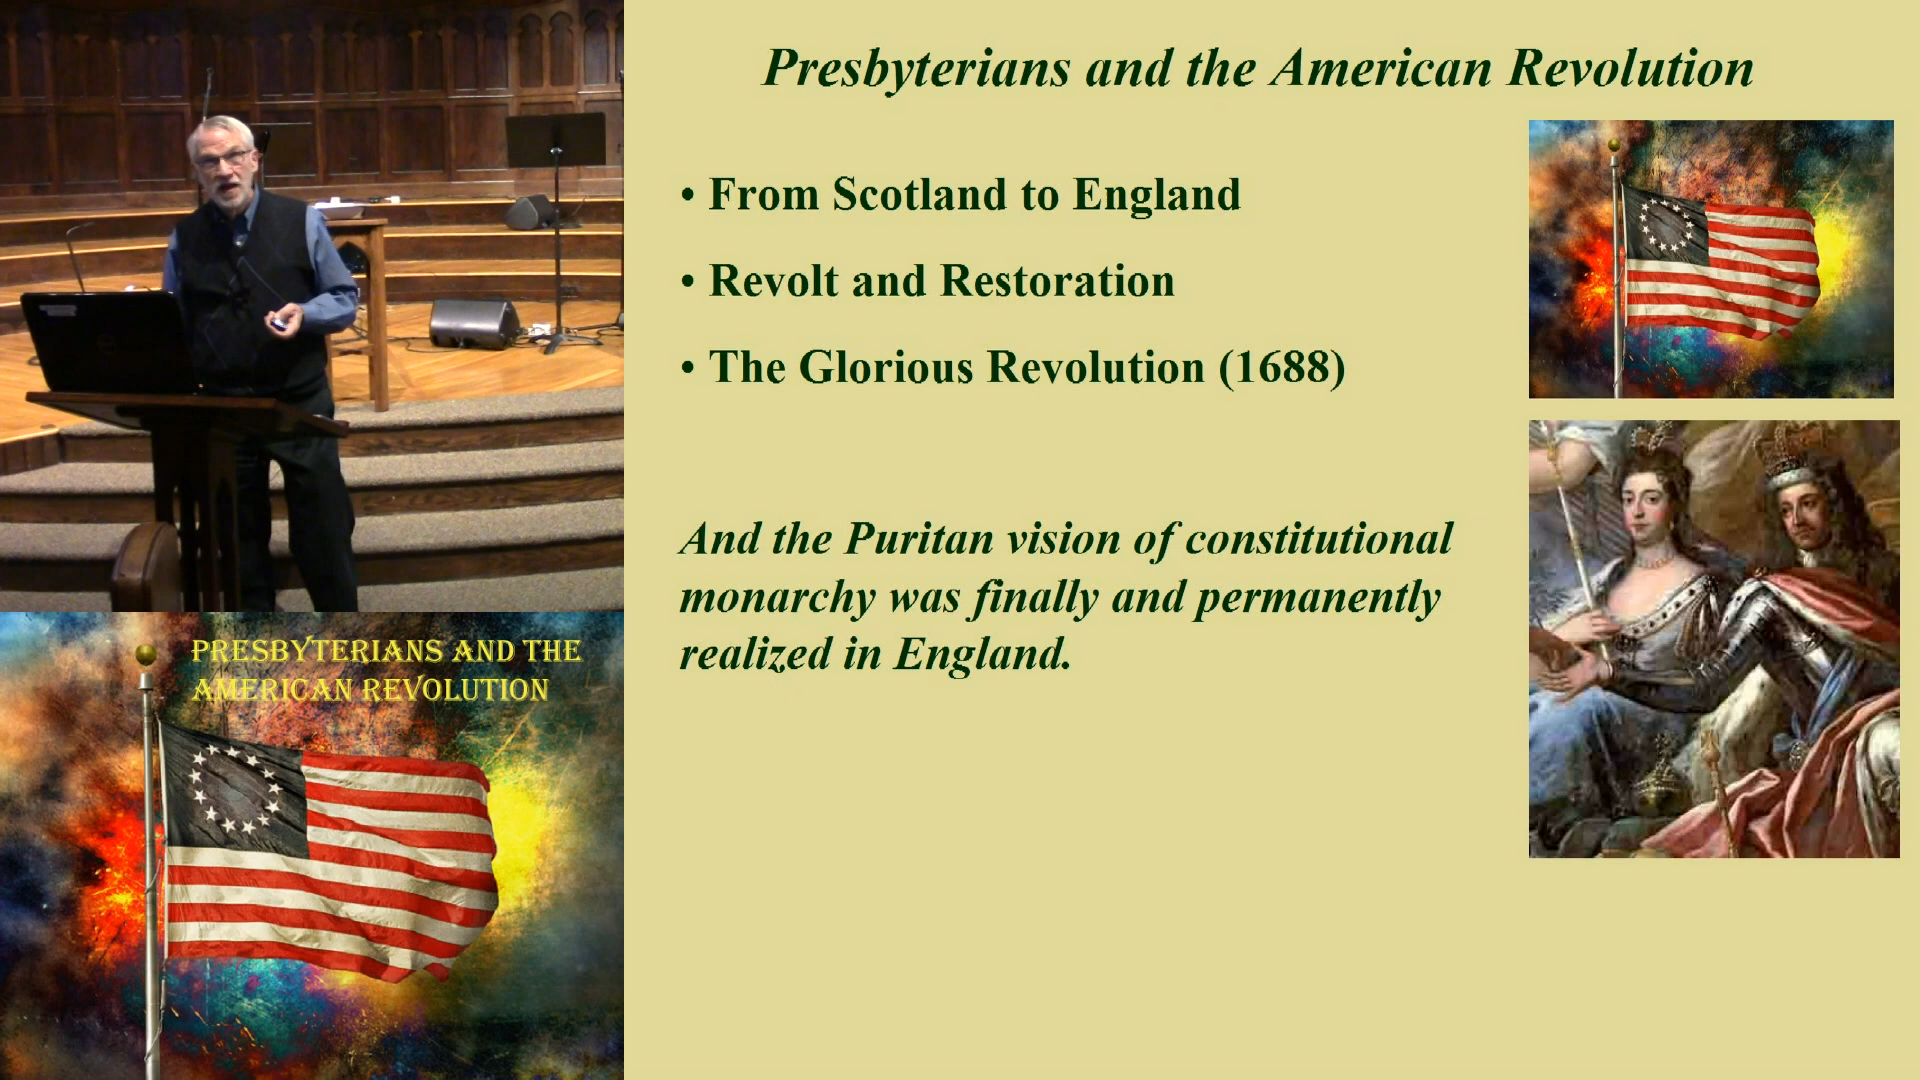 Presbyterians and the American Revolution
• From Scotland to England
• Revolt and Restoration
• The Glorious Revolution (1688)
And the Puritan vision of constitutional
monarchy was finally and permanently
realized in England.
PRESBYTERIANS AND THE
AMERICAN REVOLUTION